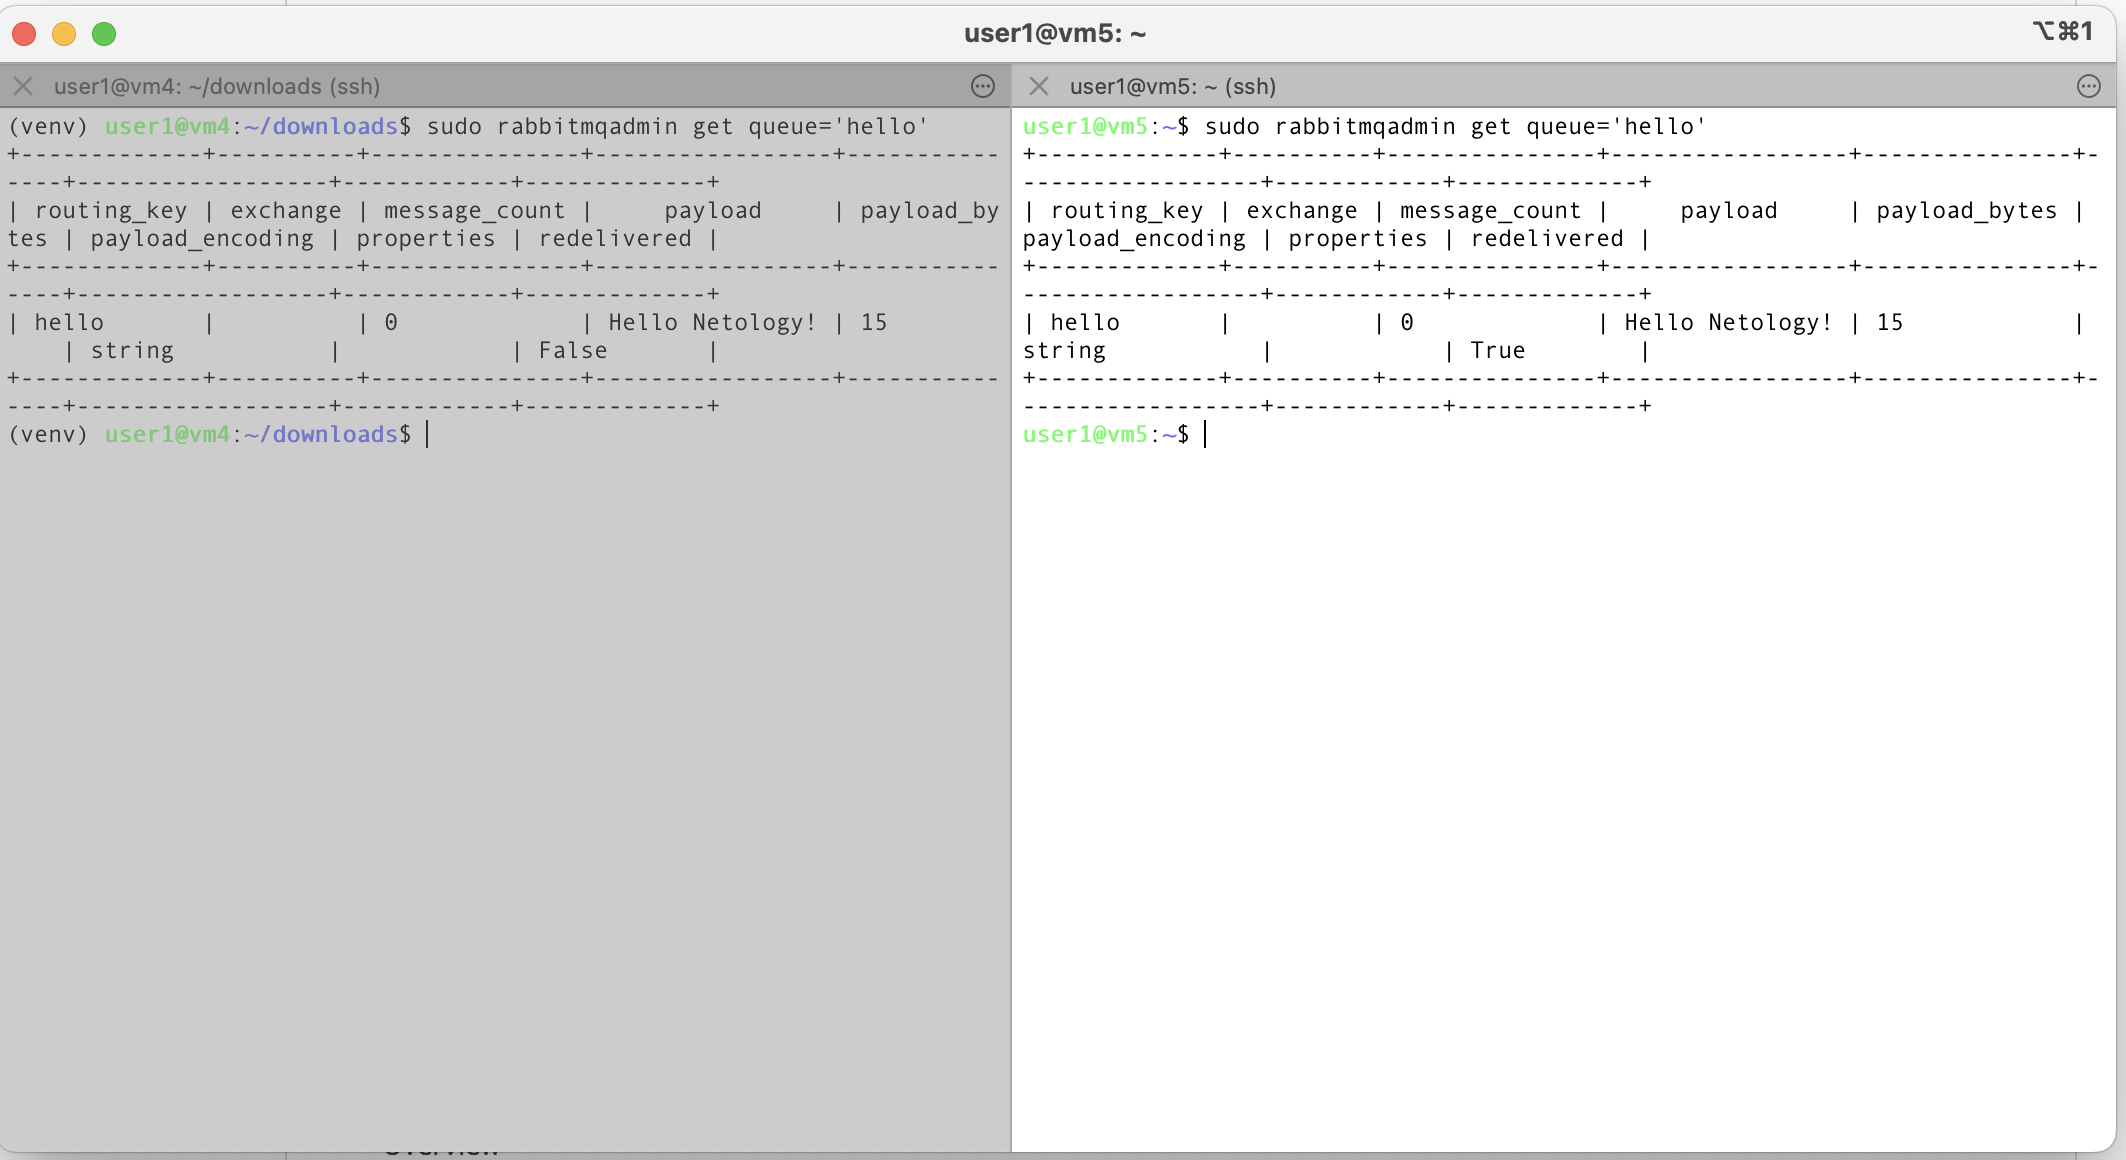 user1@vm5: ~
⌥⌘1
user1@vm4: ~/downloads (ssh)
(venv) user1@vm4:~/downloads$ sudo rabbitmqadmin get queue='hello'
+-------------+----------+---------------+-----------------+-----------
----+------------------+------------+-------------+
| routing_key | exchange | message_count |     payload     | payload_by
tes | payload_encoding | properties | redelivered |
+-------------+----------+---------------+-----------------+-----------
----+------------------+------------+-------------+
| hello       |          | 0             | Hello Netology! | 15
    | string           |            | False       |
+-------------+----------+---------------+-----------------+-----------
----+------------------+------------+-------------+
(venv) user1@vm4:~/downloads$
user1@vm5: ~ (ssh)
user1@vm5:~$ sudo rabbitmqadmin get queue='hello'
+-------------+----------+---------------+-----------------+---------------+-
-----------------+------------+-------------+
| routing_key | exchange | message_count |     payload     | payload_bytes |
payload_encoding | properties | redelivered |
+-------------+----------+---------------+-----------------+---------------+-
-----------------+------------+-------------+
| hello       |          | 0             | Hello Netology! | 15            |
string           |            | True        |
+-------------+----------+---------------+-----------------+---------------+-
-----------------+------------+-------------+
user1@vm5:~$